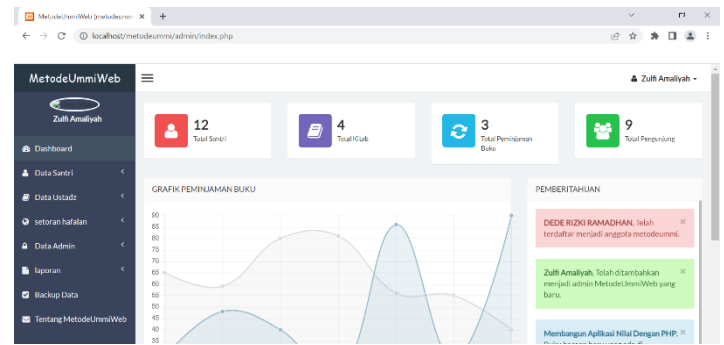 MetodeUmmiWeb (metodeummi
localhost/metodeummi/admin/index.php
MetodeUmmiWeb
Zulfi Amaliyah
Zulfi Amaliyah
Dashboard
Data Santri
Data Ustadz
setoran hafalan
Data Admin
laporan
Backup Data
Tentang MetodeUmmiWeb
12
Total Santri
4
Total Kitab
3
Total Peminjaman
Buku
9
Total Pengunjung
GRAFIK PEMINJAMAN BUKU
90
85
80
75
70
65
60
55
50
45
40
35
PEMBERITAHUAN
DEDE RIZKI RAMADHAN, Telah
terdaftar menjadi anggota metodeummi.
Zulfi Amaliyah, Telah ditambahkan
menjadi admin MetodeUmmiWeb yang
baru.
Membangun Aplikasi Nilai Dengan PHP,